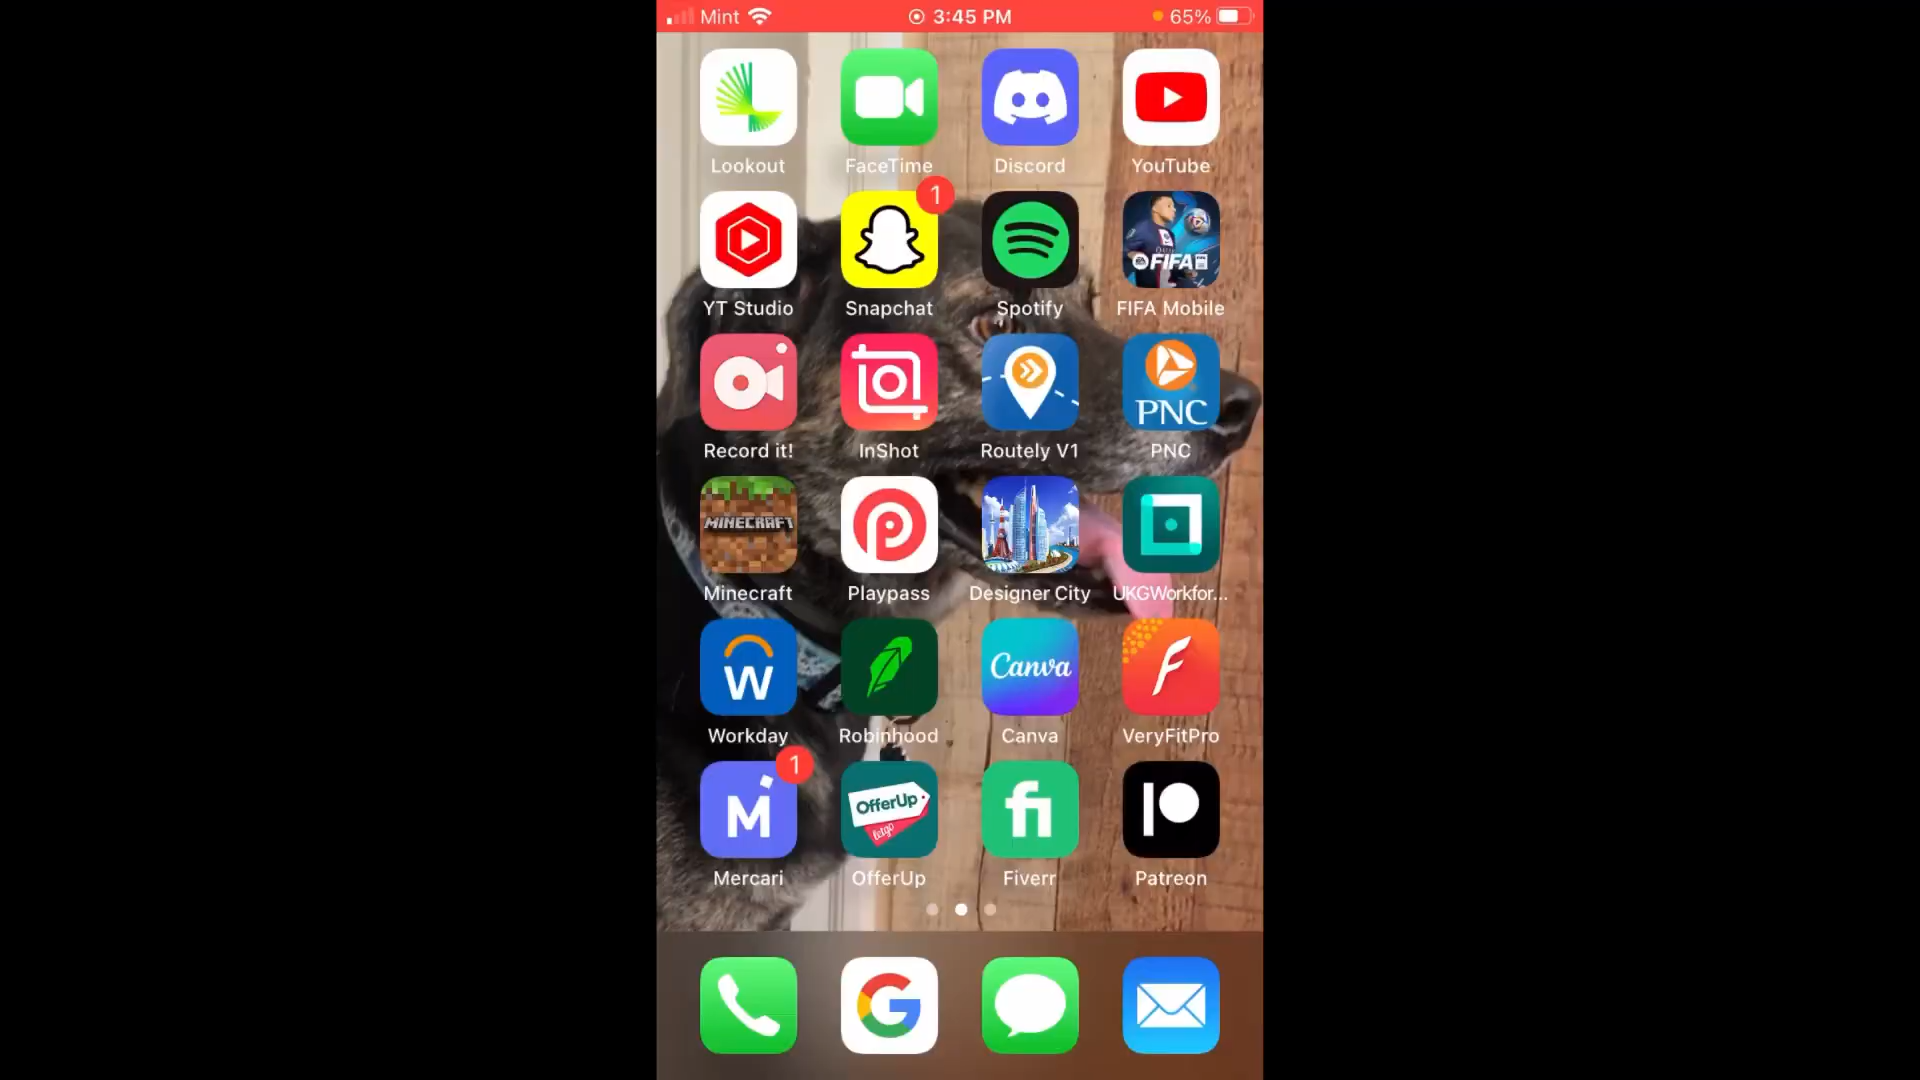 Mint 3:45 PM 65%
Lookout FaceTime Discord YouTube
1
FIFA
YT Studio Snapchat Spotify FIFA Mobile
PNC
Record it! InShot Routely V1 PNC
MINECRAFT
Minecraft Playpass Designer City UKGWorkfor...
W Canva
Workday Robinhood Canva VeryFitPro
1
M OfferUp letgo fi
Mercari OfferUp Fiverr Patreon
G